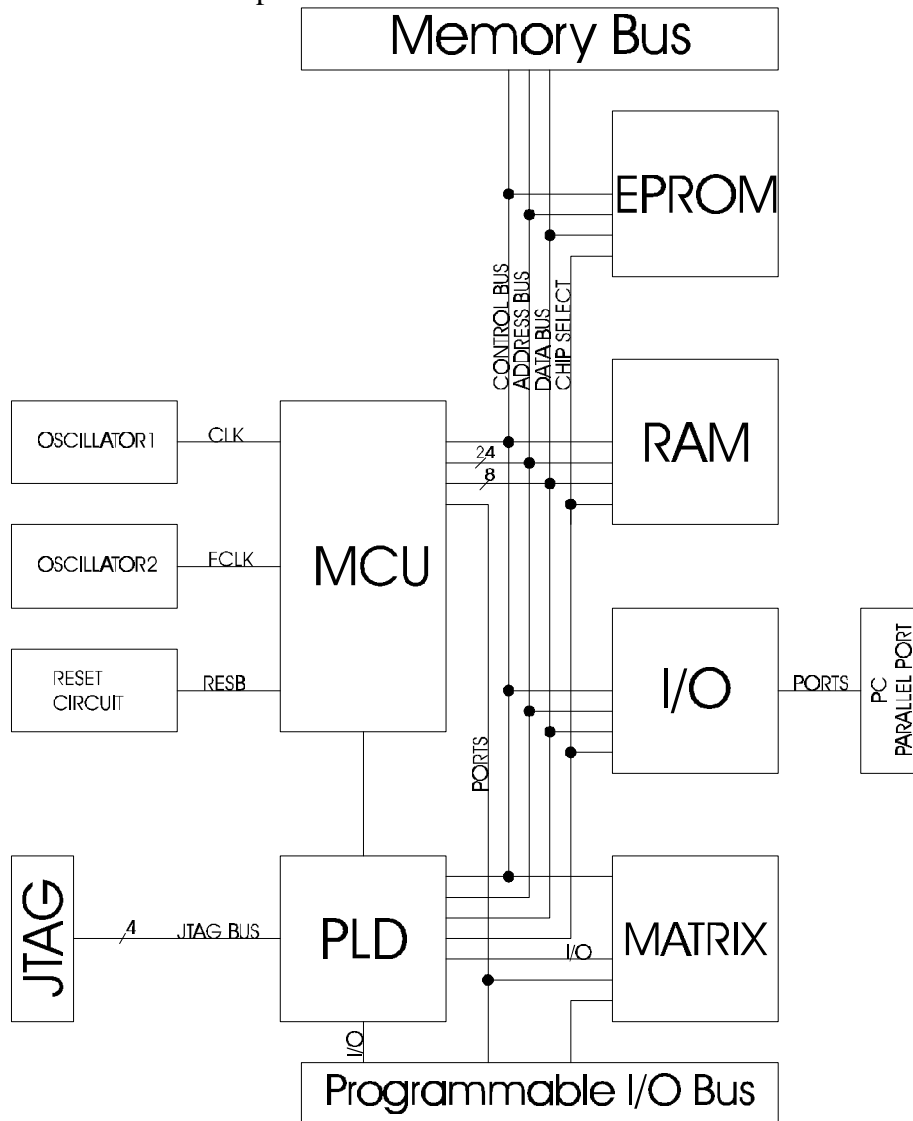 Memory Bus
EPROM
CONTROL BUS
ADDRESS BUS
DATA BUS
CHIP SELECT
OSCILLATOR1
CLK
MCU
24
8
RAM
OSCILLATOR2
FCLK
RESET
CIRCUIT
RESB
I/O
PORTS
PC
PARALLEL PORT
PORTS
JTAG
4
JTAG BUS
PLD
I/O
MATRIX
I/O
Programmable I/O Bus